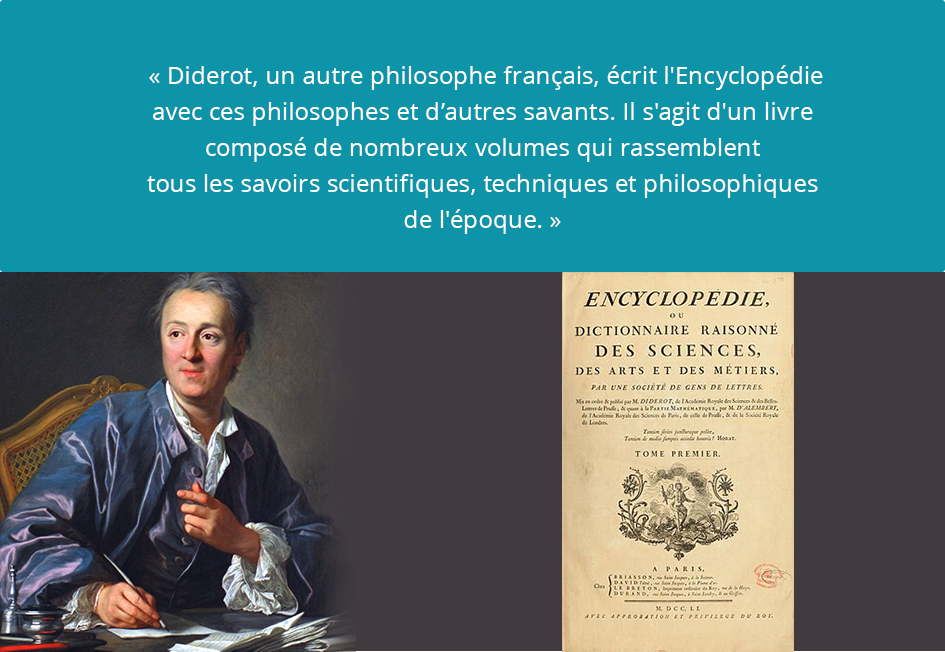 « Diderot, un autre philosophe français, écrit l'Encyclopédie
avec ces philosophes et d’autres savants. Il s'agit d'un livre
composé de nombreux volumes qui rassemblent
tous les savoirs scientifiques, techniques et philosophiques
de l'époque. »
ENCYCLOPEDIE,
OU
DICTIONNAIRE RAISONNÉ
DES SCIENCES,
DES ARTS ET DES MÉTIERS,
PAR UNE SOCIÉTÉ DE GENS DE LETTRES.
Mis en ordre & publié par M. DIDEROT, de l'Académie Royale des Sciences & des Belles-
Lettres de Prusse; & quant à la PARTIE MATHÉMATIQUE, par M. D'ALEMBERT,
de l'Académie Royale des Sciences de Paris, de celle de Prusse, & de la Société Royale
de Londres.
Tantùm series juncturaque pollet,
Tantùm de medio sumptis accedit honoris! HORAT.
TOME PREMIER.
A PARIS,
Chez
BRIASSON, rue Saint Jacques, à la Science.
DAVID l'aîné, rue Saint Jacques, à la Plume d'or.
LE BRETON, Imprimeur ordinaire du Roy, rue de la Harpe.
DURAND, rue Saint Jacques, à Saint Landry, & au Griffon.
M. DCC. LI.
AVEC APPROBATION ET PRIVILEGE DU ROY.